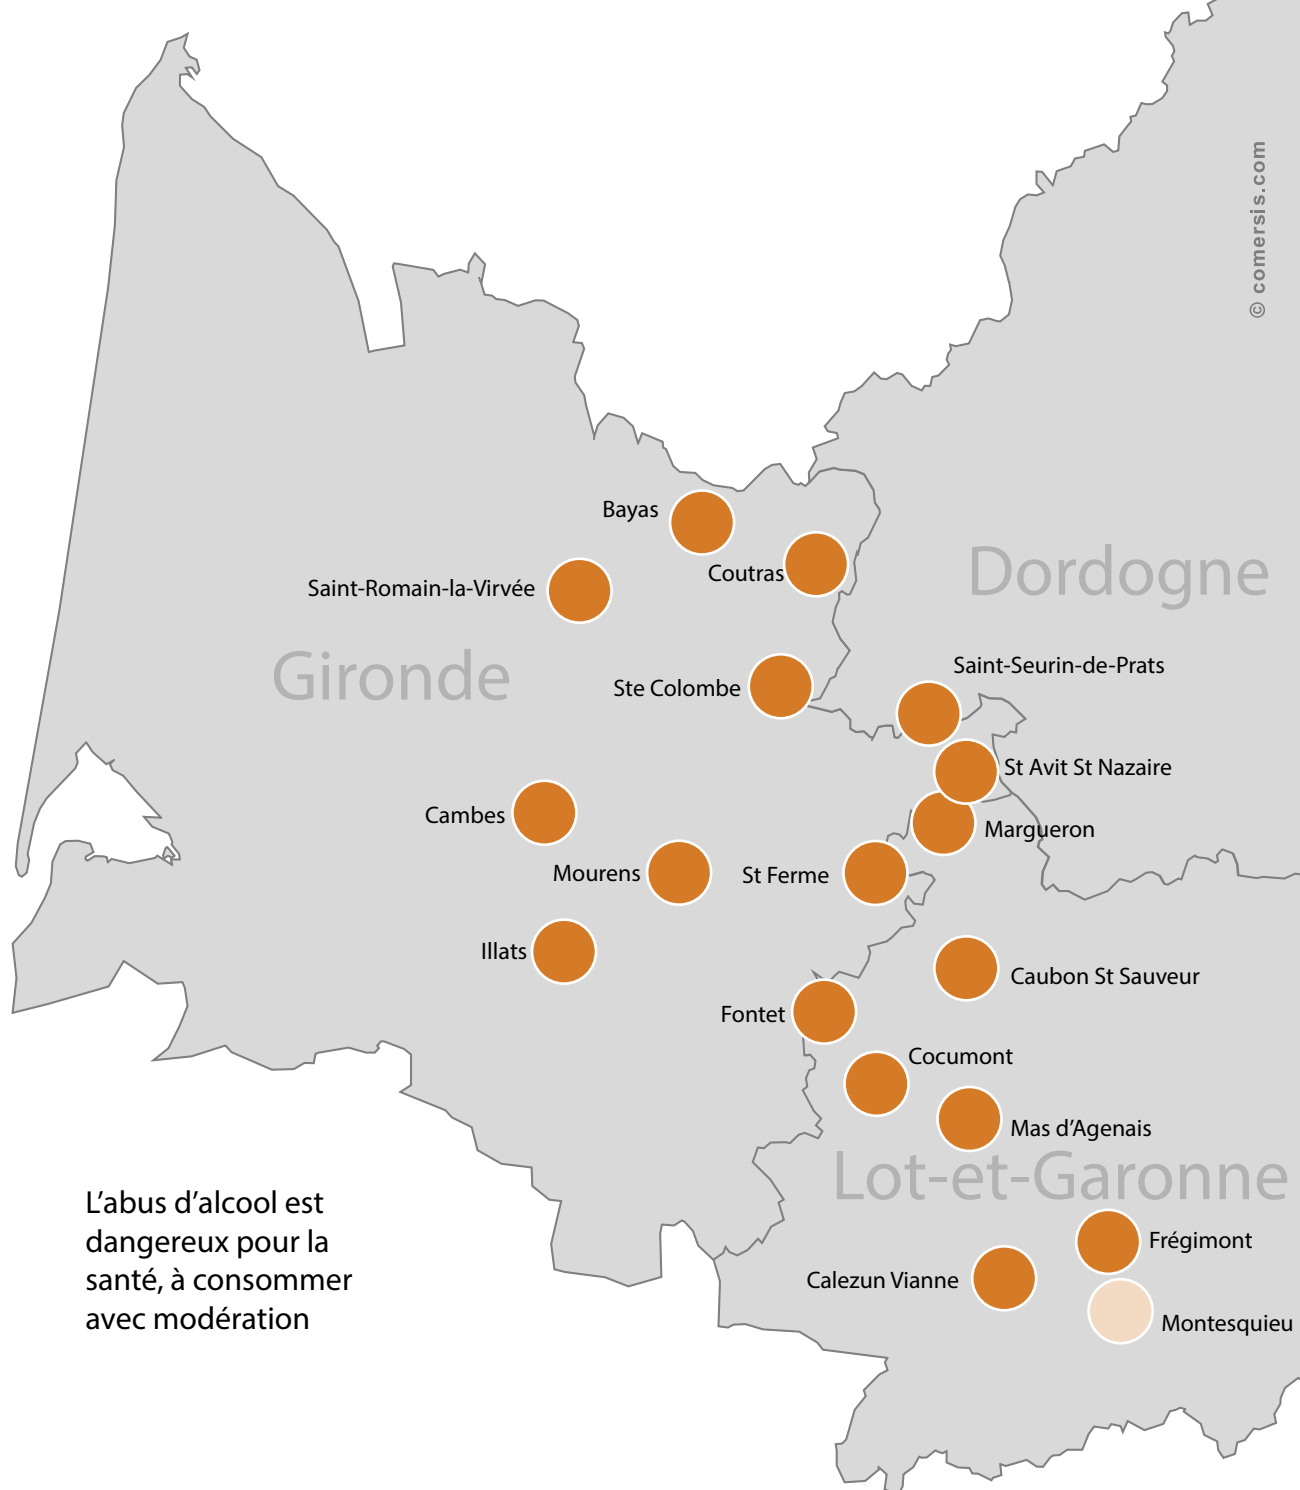 © comersis.com
Bayas
Coutras
Dordogne
Saint-Romain-la-Virvée
Gironde
Saint-Seurin-de-Prats
Ste Colombe
St Avit St Nazaire
Cambes
Margueron
Mourens
St Ferme
Illats
Caubon St Sauveur
Fontet
Cocumont
Mas d’Agenais
Lot-et-Garonne
L’abus d’alcool est
dangereux pour la
santé, à consommer
avec modération
Frégimont
Calezun Vianne
Montesquieu